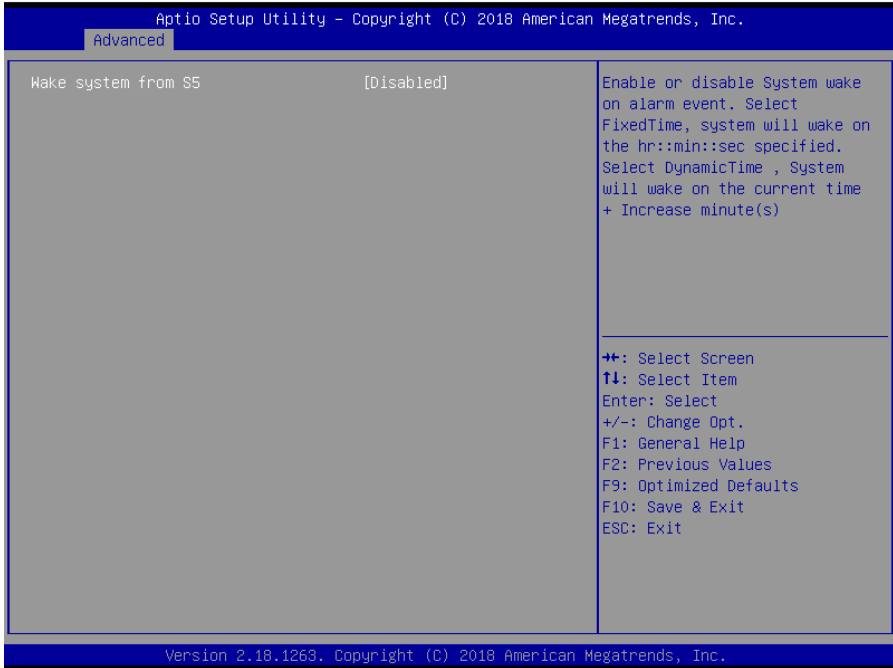 Aptio Setup Utility – Copyright (C) 2018 American Megatrends, Inc.
Advanced
Wake system from S5 [Disabled]
Enable or disable System wake
on alarm event. Select
FixedTime, system will wake on
the hr::min::sec specified.
Select DynamicTime , System
will wake on the current time
+ Increase minute(s)
→←: Select Screen
↑↓: Select Item
Enter: Select
+/-: Change Opt.
F1: General Help
F2: Previous Values
F9: Optimized Defaults
F10: Save & Exit
ESC: Exit
Version 2.18.1263. Copyright (C) 2018 American Megatrends, Inc.